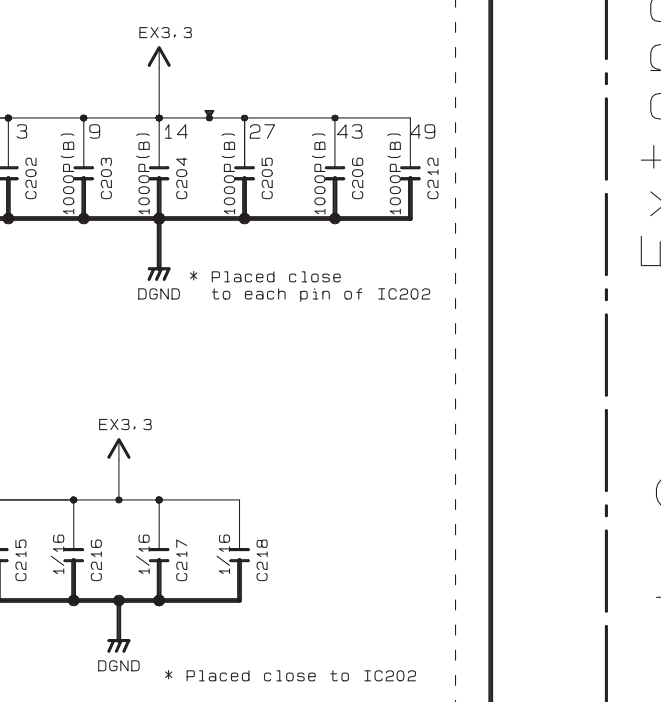 EX3.3
3 9 14 27 43 49
C202 1000P(B) C203 1000P(B) C204 1000P(B) C205 1000P(B) C206 1000P(B) C212
DGND
* Placed close
to each pin of IC202
EX3.3
C215 1/16 C216 1/16 C217 1/16 C218
DGND
* Placed close to IC202